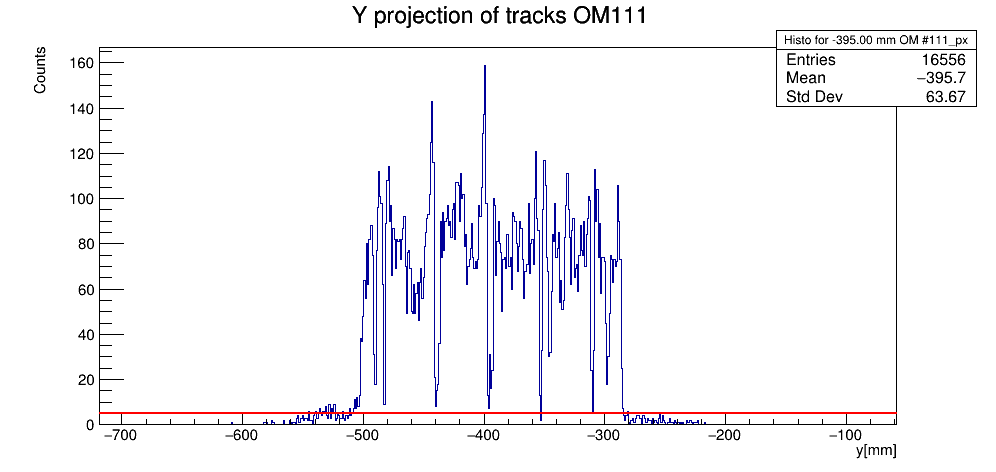 Y projection of tracks OM111
Histo for -395.00 mm OM #111_px
Entries 16556
Mean −395.7
Std Dev 63.67
Counts
160
140
120
100
80
60
40
20
0
−700 −600 −500 −400 −300 −200 −100
y[mm]